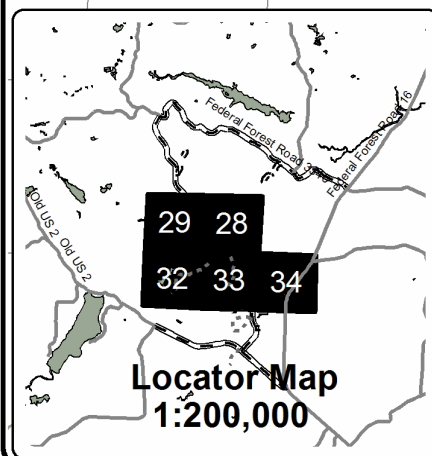 Federal Forest Road 3
Federal Forest Road 16
29 28
Old US 2 Old US 2
32 33 34
Locator Map
1:200,000